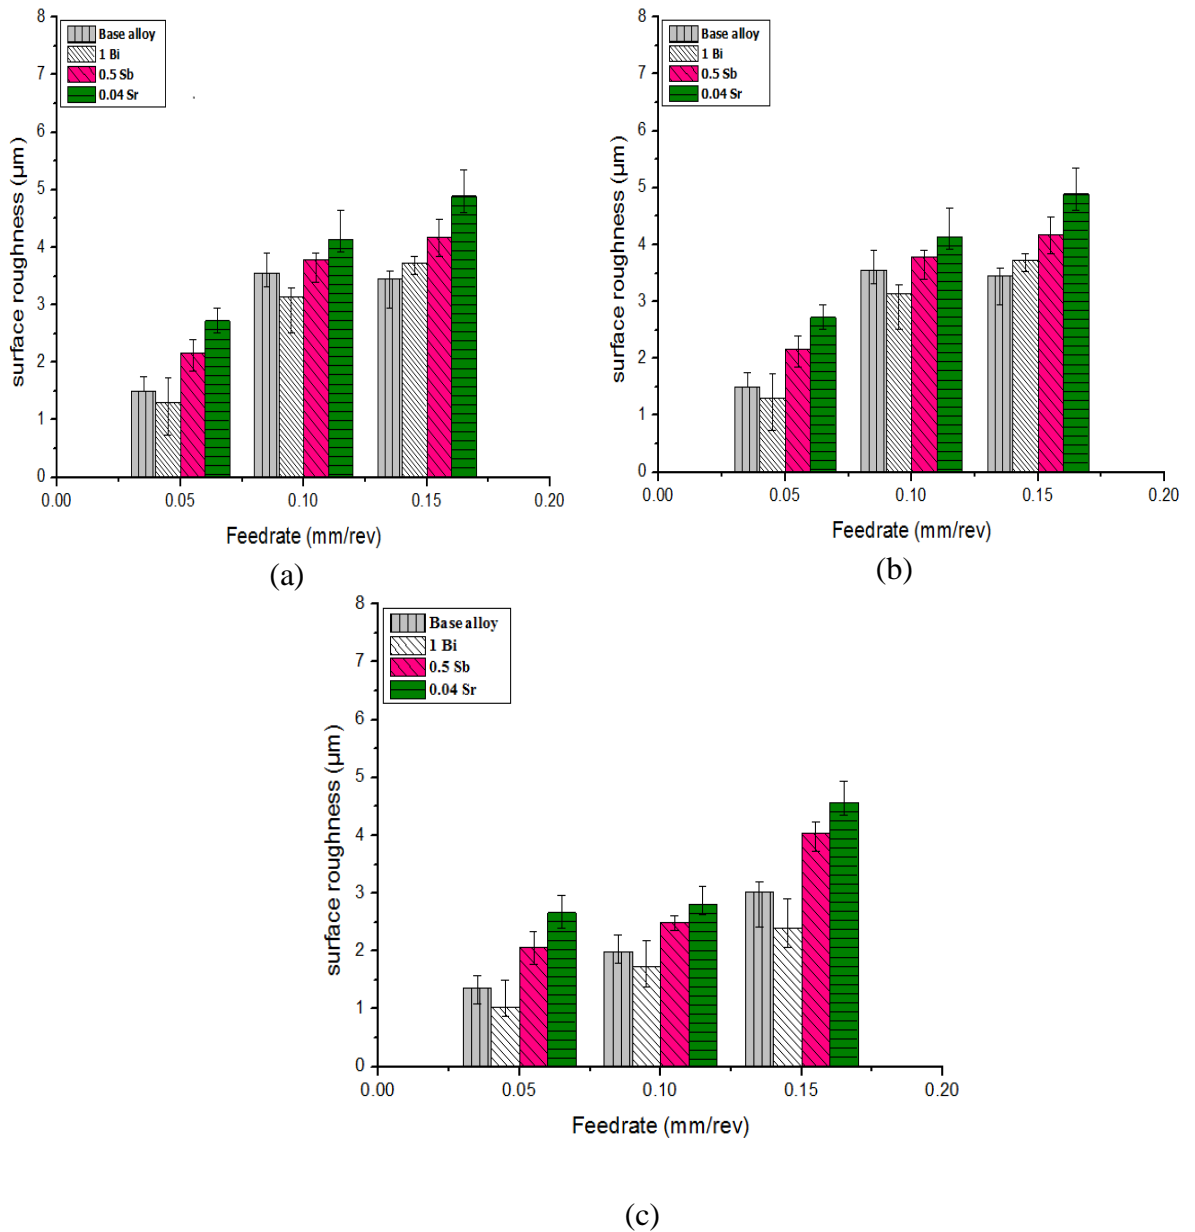 8
7
6
5
4
3
2
1
0
surface roughness (µm)
Base alloy
1 Bi
0.5 Sb
0.04 Sr
0.00
0.05
0.10
0.15
0.20
Feedrate (mm/rev)
(a)
8
7
6
5
4
3
2
1
0
surface roughness (µm)
Base alloy
1 Bi
0.5 Sb
0.04 Sr
0.00
0.05
0.10
0.15
0.20
Feedrate (mm/rev)
(b)
8
7
6
5
4
3
2
1
0
surface roughness (µm)
Base alloy
1 Bi
0.5 Sb
0.04 Sr
0.00
0.05
0.10
0.15
0.20
Feedrate (mm/rev)
(c)